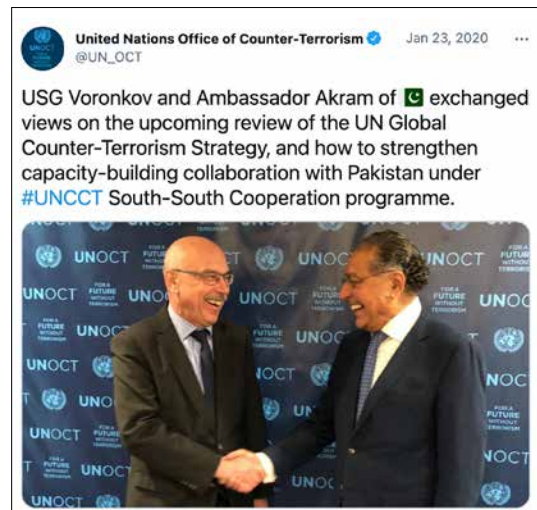 United Nations Office of Counter-Terrorism Jan 23, 2020 ...
@UN_OCT
USG Voronkov and Ambassador Akram of 🇵🇰 exchanged
views on the upcoming review of the UN Global
Counter-Terrorism Strategy, and how to strengthen
capacity-building collaboration with Pakistan under
#UNCCT South-South Cooperation programme.
UNOCT
FOR A
FUTURE
WITHOUT
TERRORISM